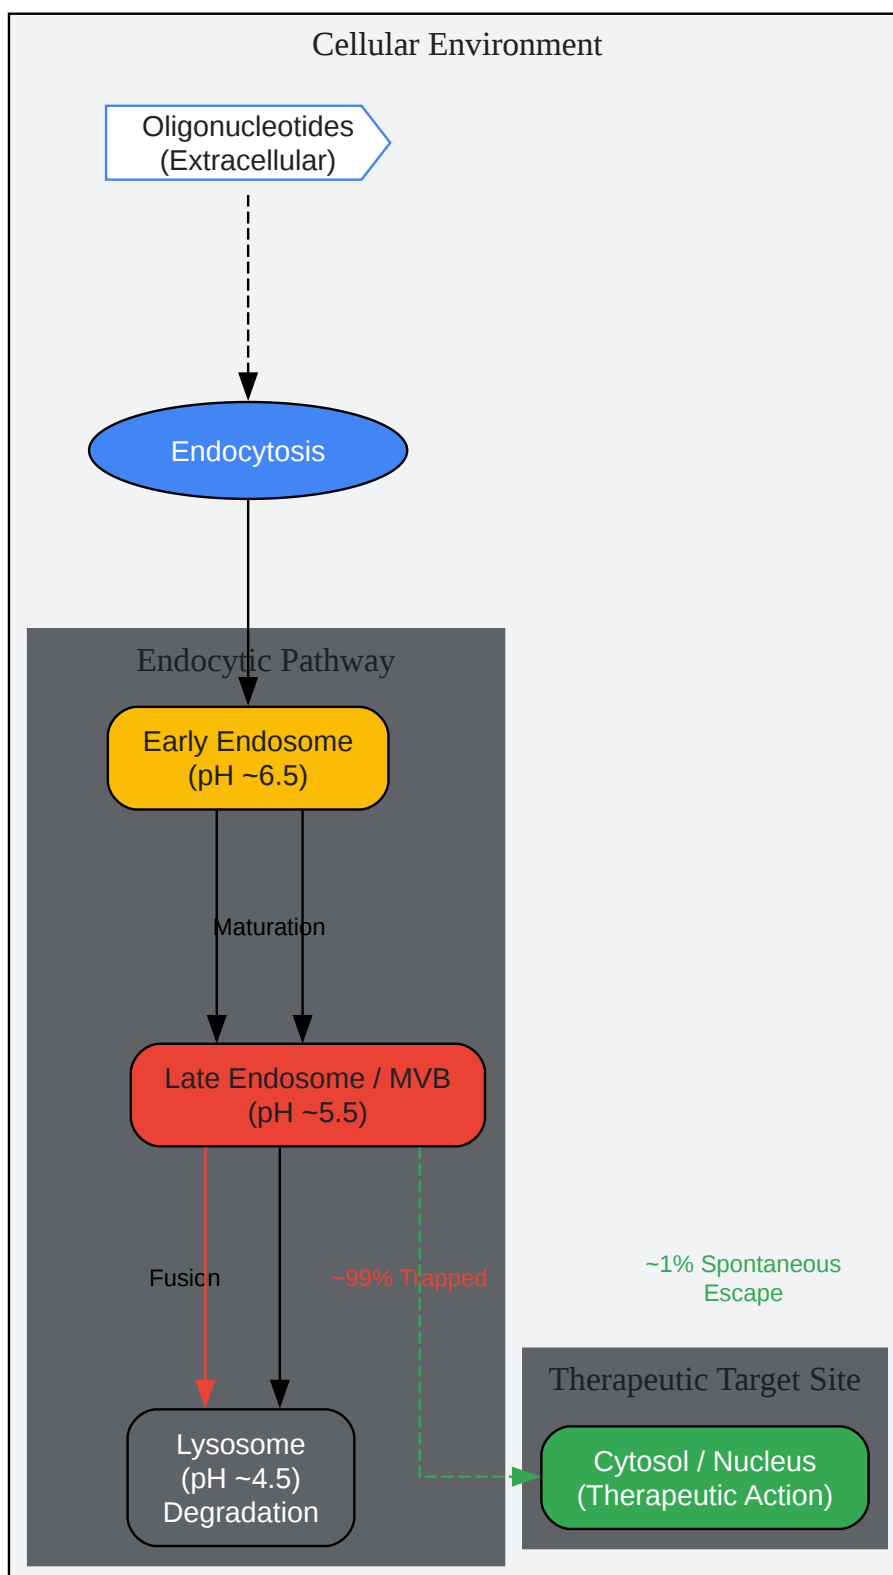 Cellular Environment
Oligonucleotides
(Extracellular)
Endocytosis
Endocytic Pathway
Early Endosome
(pH ~6.5)
Maturation
Late Endosome / MVB
(pH ~5.5)
Fusion
~99% Trapped
~1% Spontaneous
Escape
Therapeutic Target Site
Lysosome
(pH ~4.5)
Degradation
Cytosol / Nucleus
(Therapeutic Action)